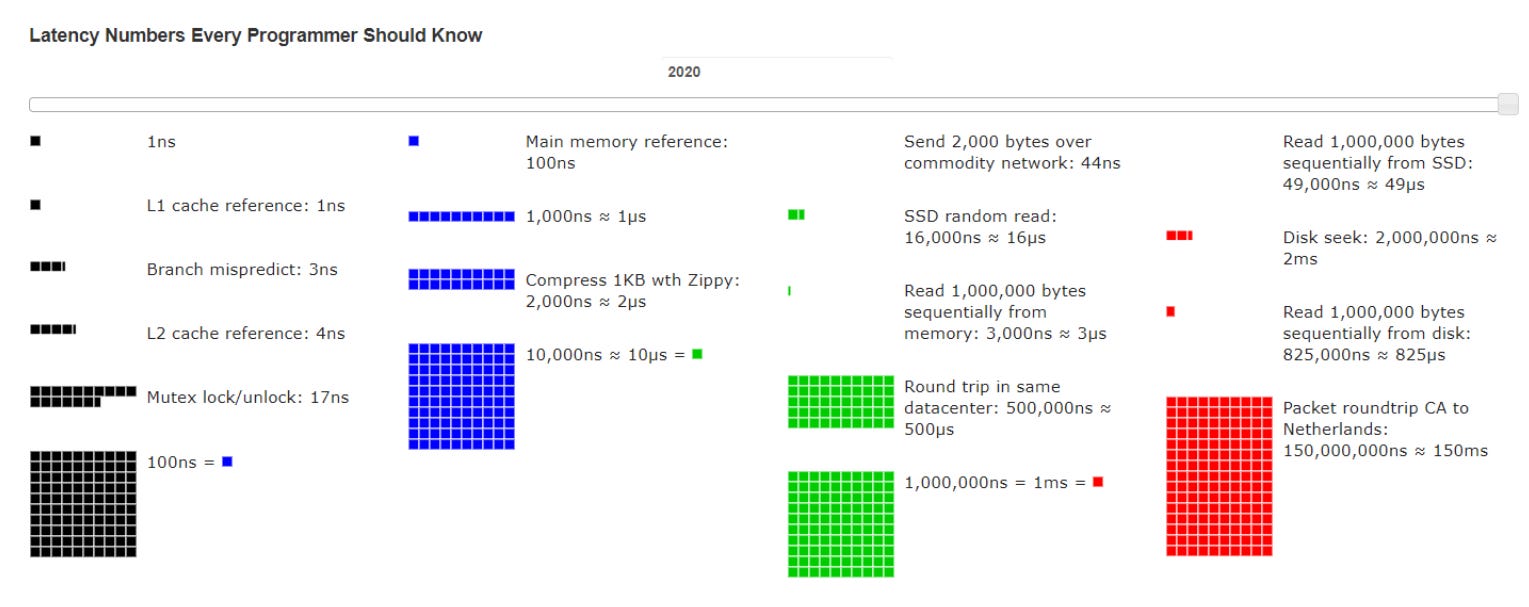 Latency Numbers Every Programmer Should Know
2020
1ns
L1 cache reference: 1ns
Branch mispredict: 3ns
L2 cache reference: 4ns
Mutex lock/unlock: 17ns
100ns =
Main memory reference:
100ns
1,000ns ≈ 1μs
Compress 1KB wth Zippy:
2,000ns ≈ 2μs
10,000ns ≈ 10μs =
Send 2,000 bytes over
commodity network: 44ns
SSD random read:
16,000ns ≈ 16μs
Read 1,000,000 bytes
sequentially from
memory: 3,000ns ≈ 3μs
Round trip in same
datacenter: 500,000ns ≈
500μs
1,000,000ns = 1ms =
Read 1,000,000 bytes
sequentially from SSD:
49,000ns ≈ 49μs
Disk seek: 2,000,000ns ≈
2ms
Read 1,000,000 bytes
sequentially from disk:
825,000ns ≈ 825μs
Packet roundtrip CA to
Netherlands:
150,000,000ns ≈ 150ms